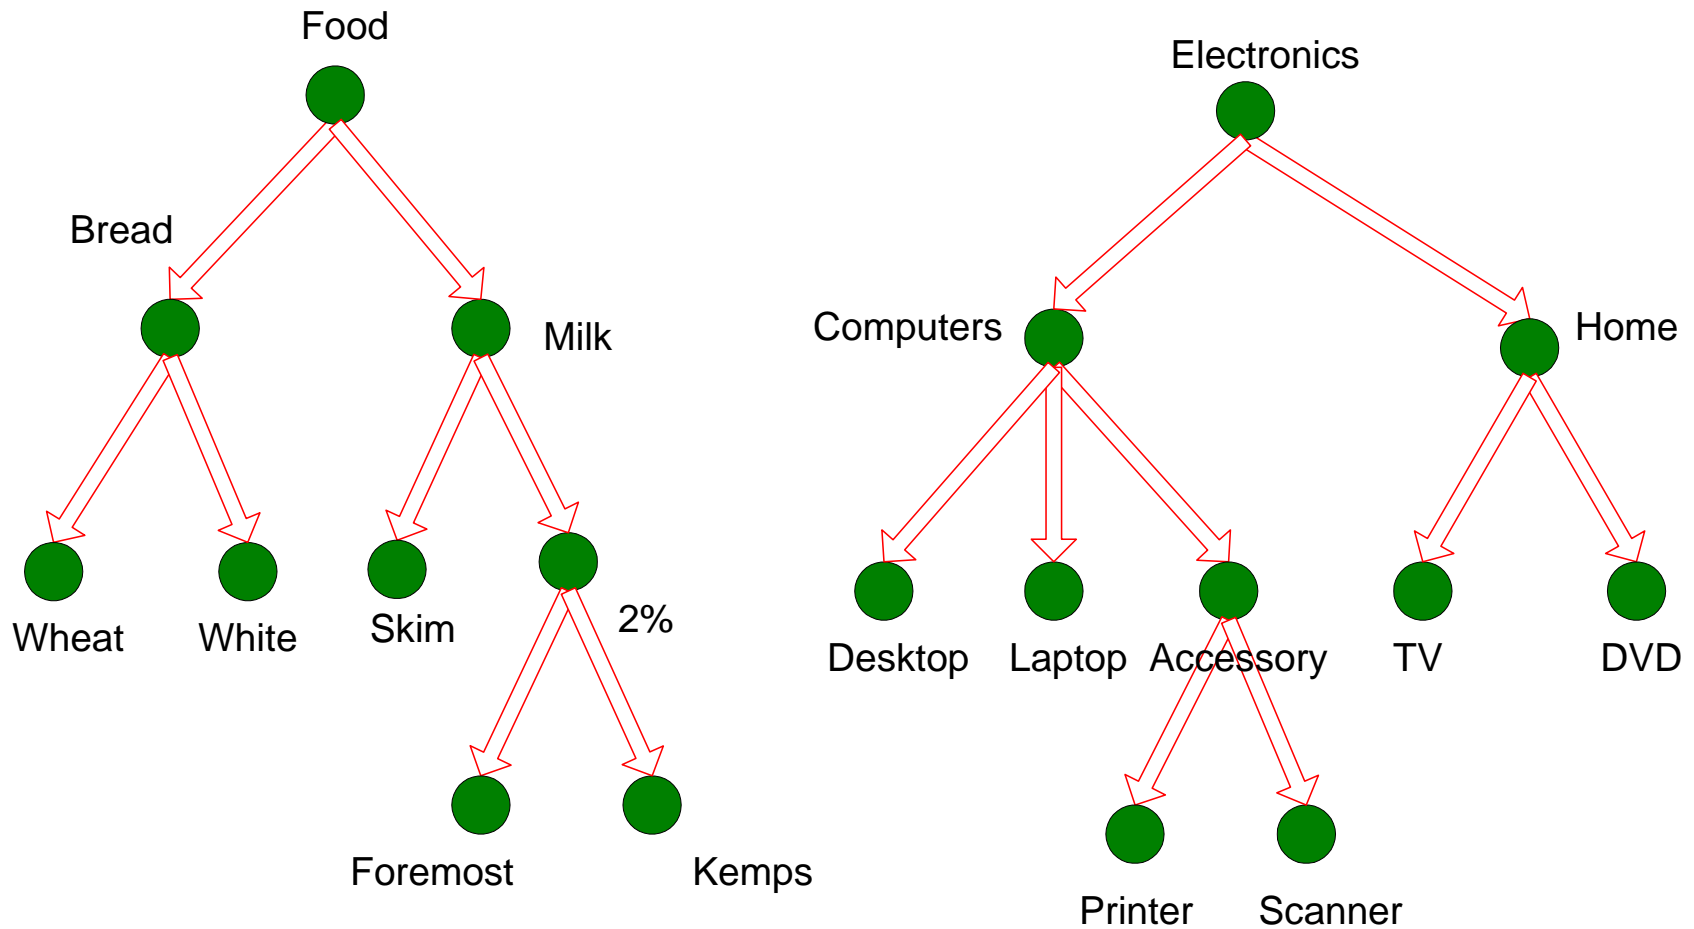 Food
Electronics
Bread
Computers
Home
Milk
Skim
2%
Wheat
White
Desktop
Laptop
Accessory
TV
DVD
Foremost
Kemps
Printer
Scanner